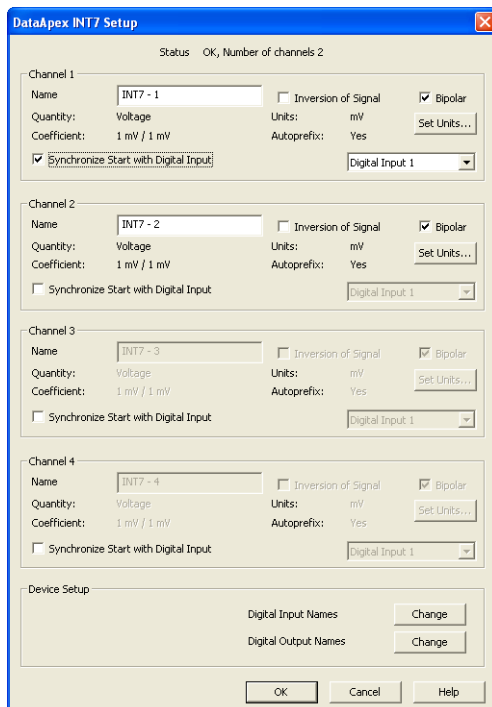 DataApex INT7 Setup
Status OK, Number of channels 2
Channel 1
Name INT7 - 1 Inversion of Signal Bipolar
Quantity: Voltage Units: mV Set Units...
Coefficient: 1 mV / 1 mV Autoprefix: Yes
Synchronize Start with Digital Input Digital Input 1
Channel 2
Name INT7 - 2 Inversion of Signal Bipolar
Quantity: Voltage Units: mV Set Units...
Coefficient: 1 mV / 1 mV Autoprefix: Yes
Synchronize Start with Digital Input Digital Input 1
Channel 3
Name INT7 - 3 Inversion of Signal Bipolar
Quantity: Voltage Units: mV Set Units...
Coefficient: 1 mV / 1 mV Autoprefix: Yes
Synchronize Start with Digital Input Digital Input 1
Channel 4
Name INT7 - 4 Inversion of Signal Bipolar
Quantity: Voltage Units: mV Set Units...
Coefficient: 1 mV / 1 mV Autoprefix: Yes
Synchronize Start with Digital Input Digital Input 1
Device Setup
Digital Input Names Change
Digital Output Names Change
OK Cancel Help